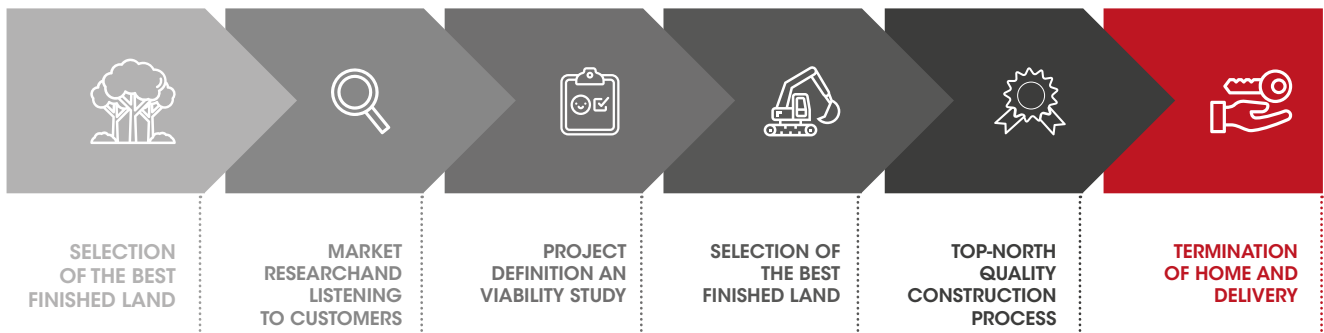 SELECTION
OF THE BEST
FINISHED LAND
MARKET
RESEARCHAND
LISTENING
TO CUSTOMERS
PROJECT
DEFINITION AN
VIABILITY STUDY
SELECTION OF
THE BEST
FINISHED LAND
TOP-NORTH
QUALITY
CONSTRUCTION
PROCESS
TERMINATION
OF HOME AND
DELIVERY